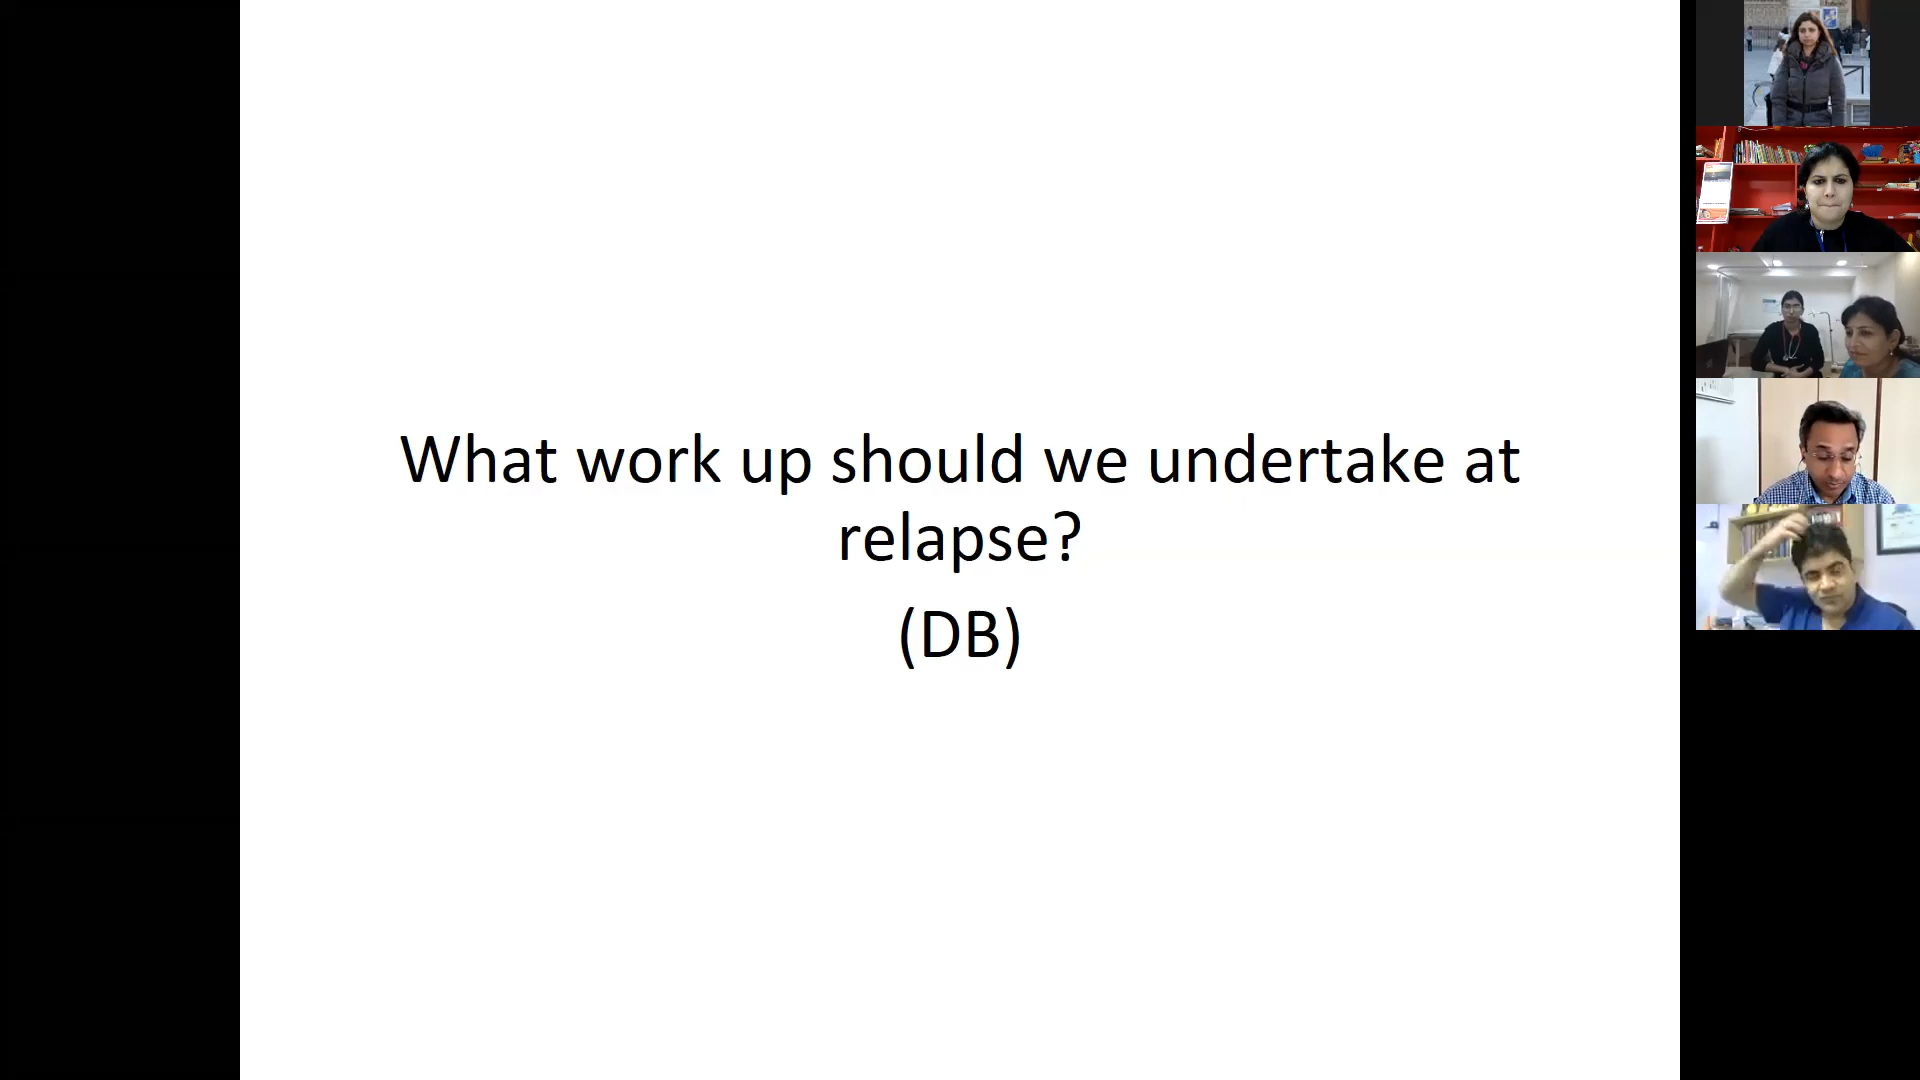 What work up should we undertake at
relapse?
(DB)